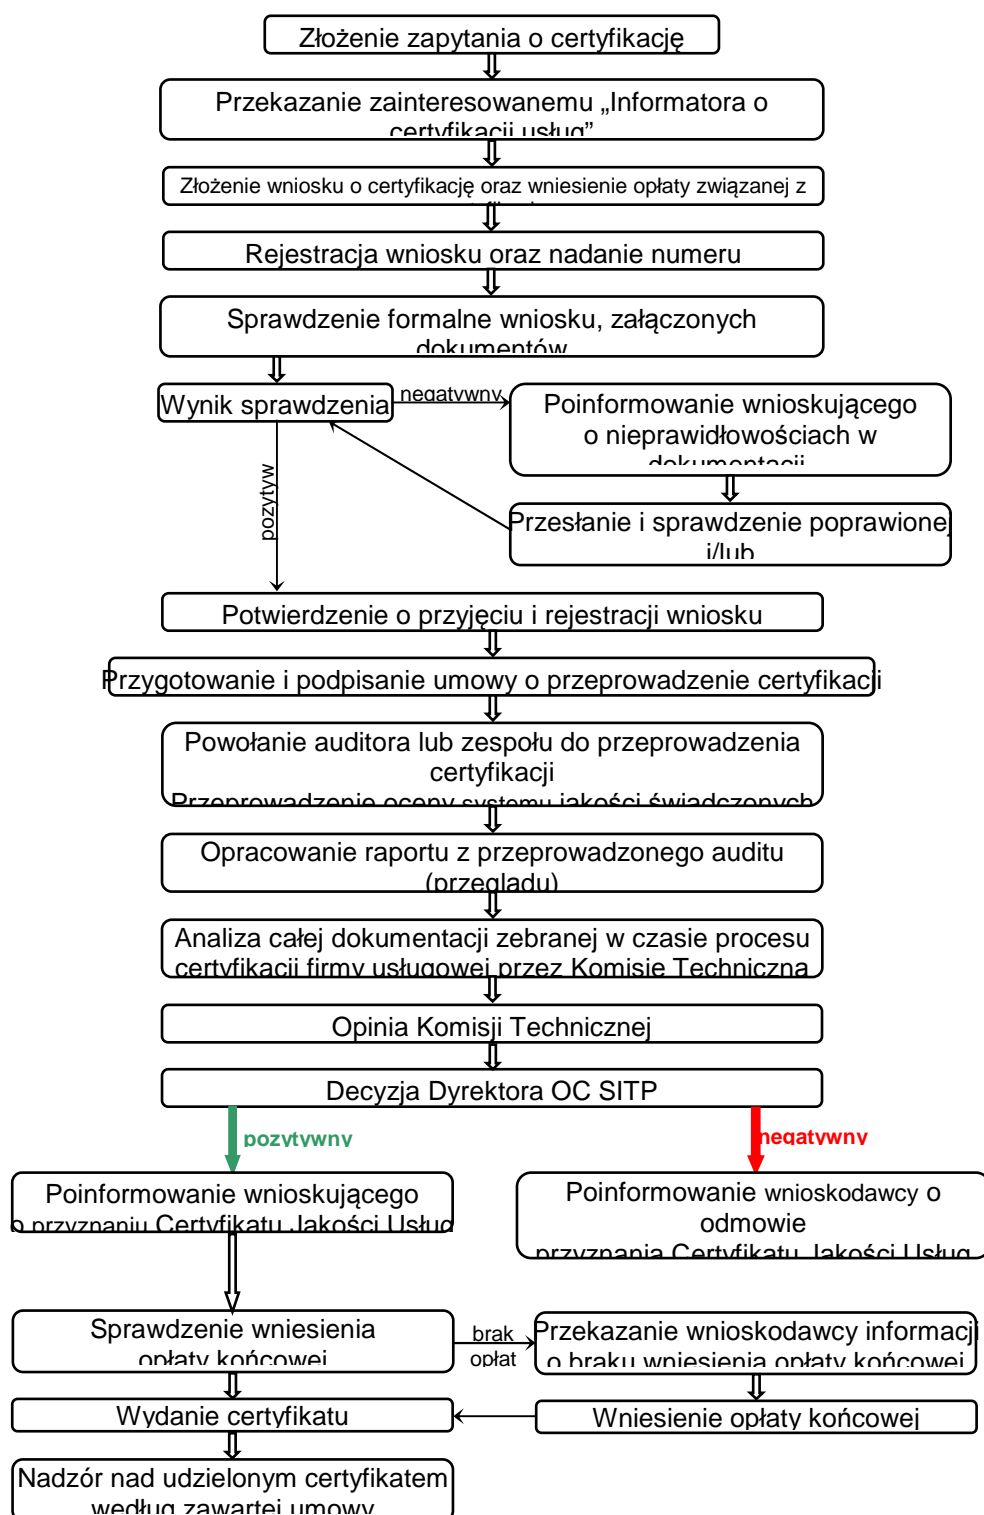 Złożenie zapytania o certyfikację
Przekazanie zainteresowanemu „Informatora o
certyfikacji usług”
Złożenie wniosku o certyfikację oraz wniesienie opłaty związanej z
Rejestracja wniosku oraz nadanie numeru
Sprawdzenie formalne wniosku, załączonych
dokumentów
Wynik sprawdzenia
negatywny
Poinformowanie wnioskującego
o nieprawidłowościach w
dokumentacji
pozytyw
Przesłanie i sprawdzenie poprawionej
i/lub
Potwierdzenie o przyjęciu i rejestracji wniosku
Przygotowanie i podpisanie umowy o przeprowadzenie certyfikacji
Powołanie auditora lub zespołu do przeprowadzenia
certyfikacji
Przeprowadzenie oceny systemu jakości świadczonych
Opracowanie raportu z przeprowadzonego auditu
(przeglądu)
Analiza całej dokumentacji zebranej w czasie procesu
certyfikacji firmy usługowej przez Komisję Techniczną
Opinia Komisji Technicznej
Decyzja Dyrektora OC SITP
pozytywny
negatywny
Poinformowanie wnioskującego
o przyznaniu Certyfikatu Jakości Usług
Poinformowanie wnioskodawcy o
odmowie
przyznania Certyfikatu Jakości Usług
Sprawdzenie wniesienia
opłaty końcowej
brak
opłat
Przekazanie wnioskodawcy informacji
o braku wniesienia opłaty końcowej
Wydanie certyfikatu
Wniesienie opłaty końcowej
Nadzór nad udzielonym certyfikatem
według zawartej umowy